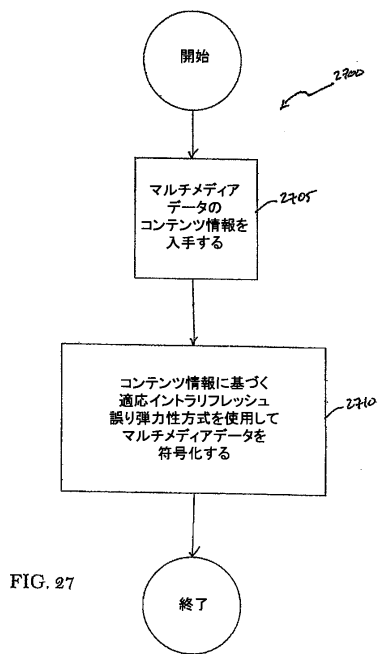 開始
2700
マルチメディア
データの
コンテンツ情報を
入手する
2705
コンテンツ情報に基づく
適応イントラリフレッシュ
誤り弾力性方式を使用して
マルチメディアデータを
符号化する
2710
FIG. 27
終了